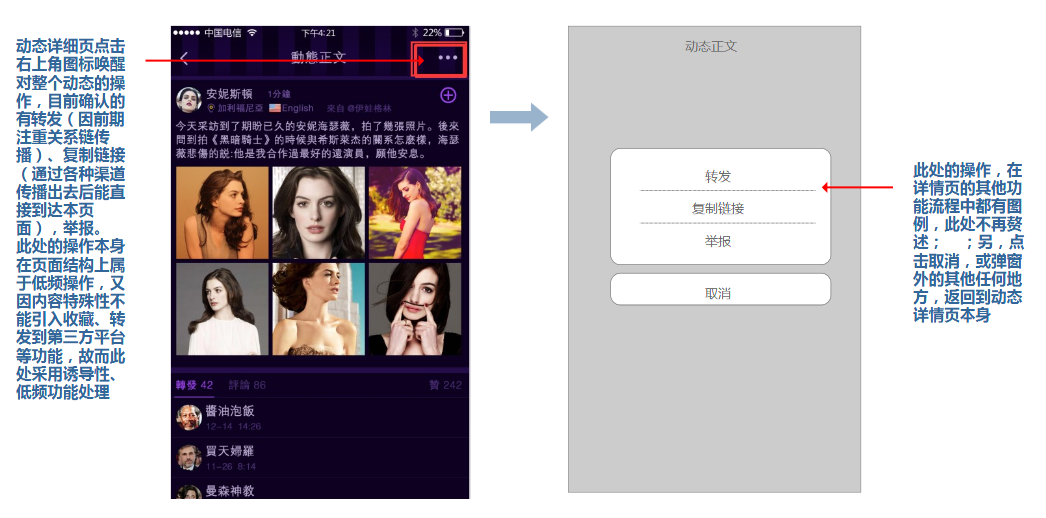 动态详细页点击
右上角图标唤醒
对整个动态的操
作，目前确认的
有转发（因前期
注重关系链传
播）、复制链接
（通过各种渠道
传播出去后能直
接到达本页
面），举报。
此处的操作本身
在页面结构上属
于低频操作，又
因内容特殊性不
能引入收藏、转
发到第三方平台
等功能，故而此
处采用诱导性、
低频功能处理
中国电信 下午4:21 22%
動態正文
安妮斯頓 1分鐘
加利福尼亞 English 來自@伊蛙格林
今天采訪到了期盼已久的安妮海瑟薇，拍了幾張照片。後來
問到拍《黑暗騎士》的時候與希斯萊杰的關系怎麽樣，海瑟
薇悲傷的説:他是我合作過最好的遠演員，願他安息。
轉發 42 評論 86 贊 242
醬油泡飯
12-14 14:26
買天婦羅
11-26 8:14
曼森神教
动态正文
转发
复制链接
举报
取消
此处的操作，在
详情页的其他功
能流程中都有图
例，此处不再赘
述； ；另，点
击取消，或弹窗
外的其他任何地
方，返回到动态
详情页本身